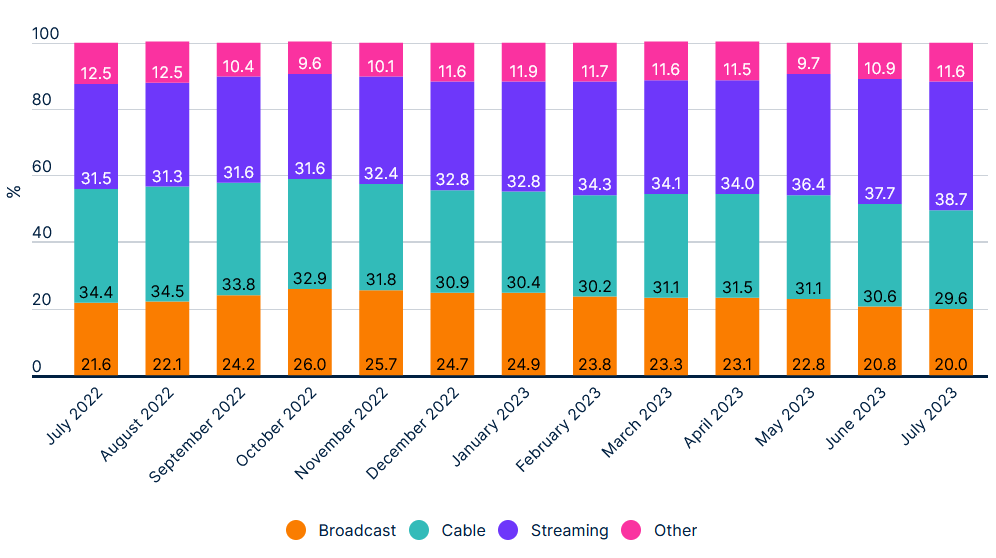 100
12.5 12.5 10.4 9.6 10.1 11.6 11.9 11.7 11.6 11.5 9.7 10.9 11.6
80
31.5 31.3 31.6 31.6 32.4 32.8 32.8 34.3 34.1 34.0 36.4 37.7 38.7
60
%
40
34.4 34.5 33.8 32.9 31.8 30.9 30.4 30.2 31.1 31.5 31.1 30.6 29.6
20
21.6 22.1 24.2 26.0 25.7 24.7 24.9 23.8 23.3 23.1 22.8 20.8 20.0
0
July 2022
August 2022
September 2022
October 2022
November 2022
December 2022
January 2023
February 2023
March 2023
April 2023
May 2023
June 2023
July 2023
Broadcast Cable Streaming Other